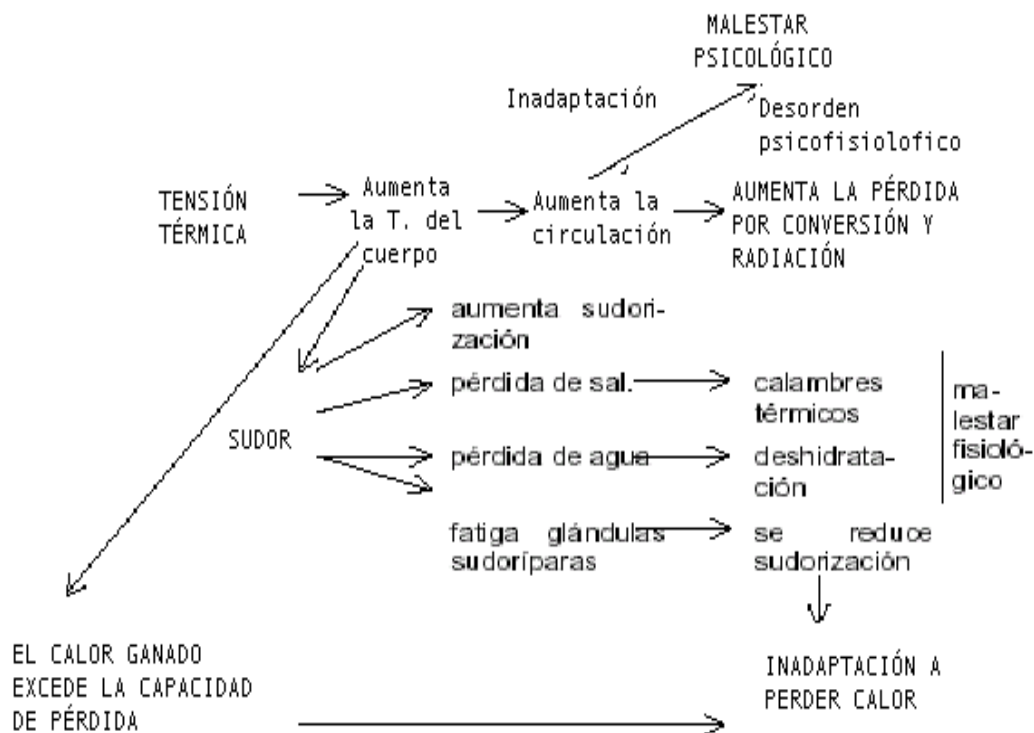 MALESTAR
PSICOLÓGICO
Inadaptación
Desorden
psicofisiolofico
TENSIÓN
TÉRMICA
Aumenta
la T. del
cuerpo
Aumenta la
circulación
AUMENTA LA PÉRDIDA
POR CONVERSIÓN Y
RADIACIÓN
aumenta sudori-
zación
pérdida de sal.
calambres
térmicos
SUDOR
pérdida de agua
deshidrata-
ción
ma-
lestar
fisioló-
gico
fatiga glándulas
sudoríparas
se reduce
sudorización
EL CALOR GANADO
EXCEDE LA CAPACIDAD
DE PÉRDIDA
INADAPTACIÓN A
PERDER CALOR